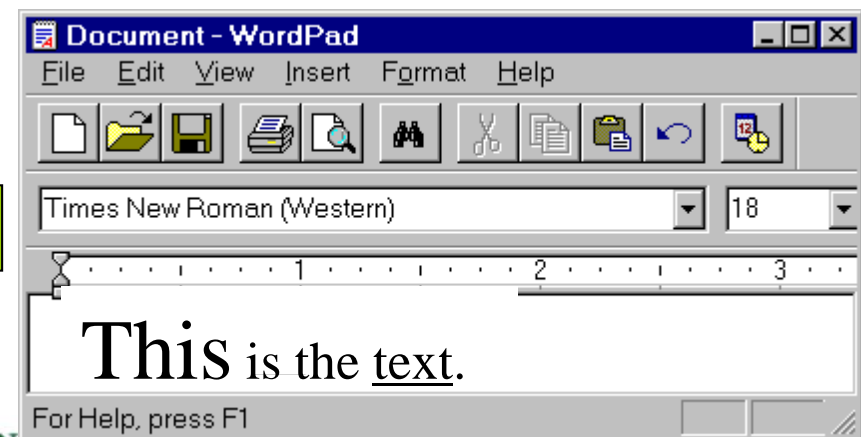 Document - WordPad
File Edit View Insert Format Help
12
Times New Roman (Western) 18
1 2 3
This is the text.
For Help, press F1